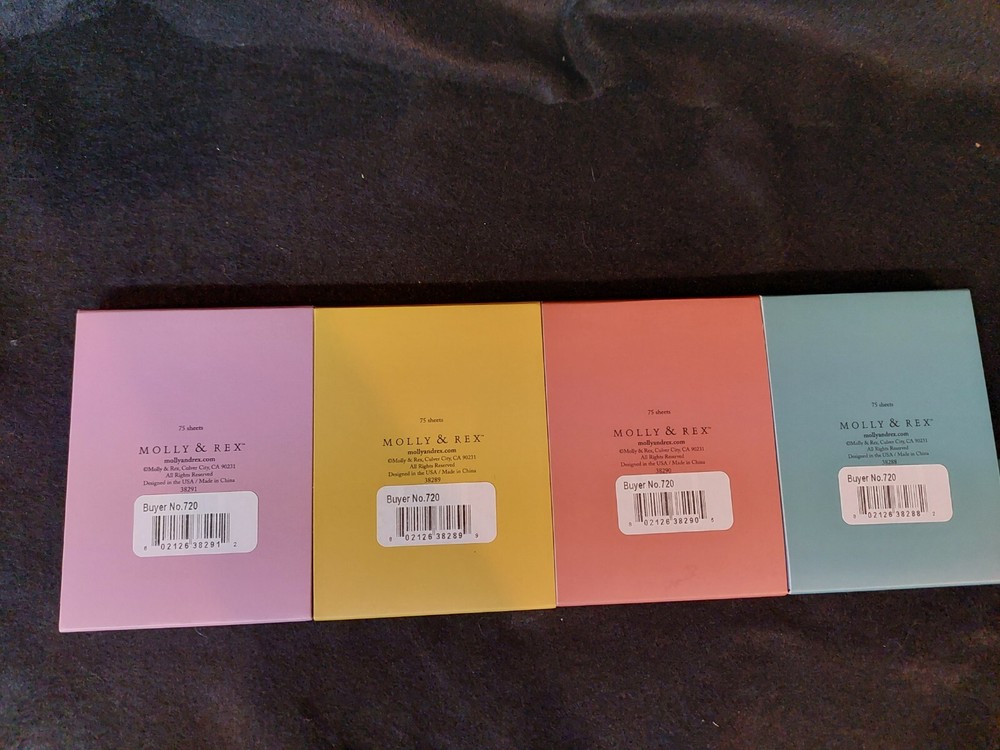 75 sheets
MOLLY & REX™
mollyandrex.com
©Molly & Rex, Culver City, CA 90231
All Rights Reserved
Designed in the USA / Made in China
38291
Buyer No.720
0 02126 38291 2
75 sheets
MOLLY & REX™
mollyandrex.com
©Molly & Rex, Culver City, CA 90231
All Rights Reserved
Designed in the USA / Made in China
38289
Buyer No.720
0 02126 38289 9
75 sheets
MOLLY & REX™
mollyandrex.com
©Molly & Rex, Culver City, CA 90231
All Rights Reserved
Designed in the USA / Made in China
38290
Buyer No.720
0 02126 38290 5
75 sheets
MOLLY & REX™
mollyandrex.com
©Molly & Rex, Culver City, CA 90231
All Rights Reserved
Designed in the USA / Made in China
38288
Buyer No.720
0 02126 38288 2